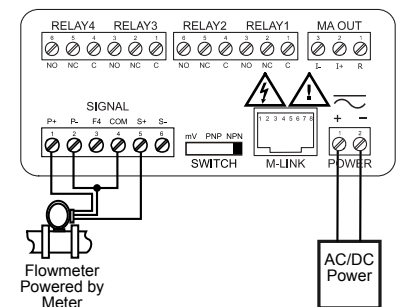 RELAY4 RELAY3 RELAY2 RELAY1 MA OUT
6 5 4 3 2 1 6 5 4 3 2 1 3 2 1
NO NC C NO NC C NO NC C NO NC C I- I+ R
SIGNAL
P+ P- F4 COM S+ S-
1 2 3 4 5 6
mV PNP NPN
SWITCH
1 2 3 4 5 6 7 8
M-LINK
+ −
1 2
POWER
Flowmeter
Powered by
Meter
AC/DC
Power